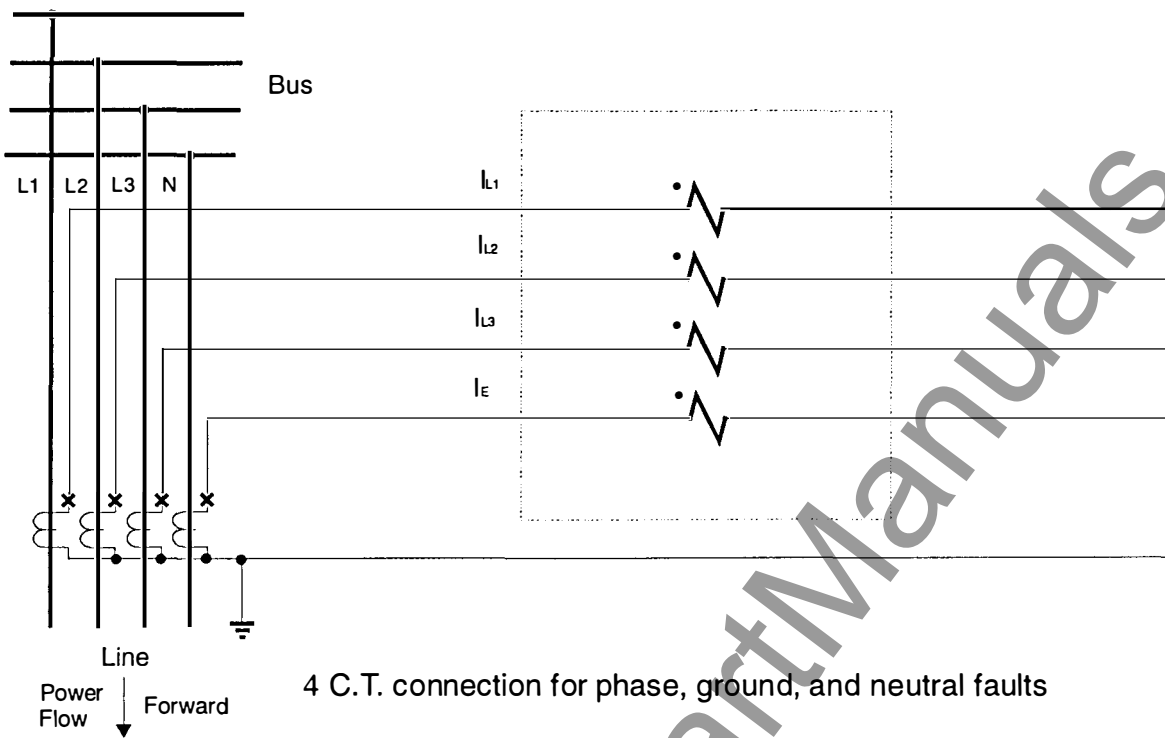 Bus
L1 L2 L3 N
IL1
IL2
IL3
IE
Line
Power Flow
Forward
4 C.T. connection for phase, ground, and neutral faults
artManuals